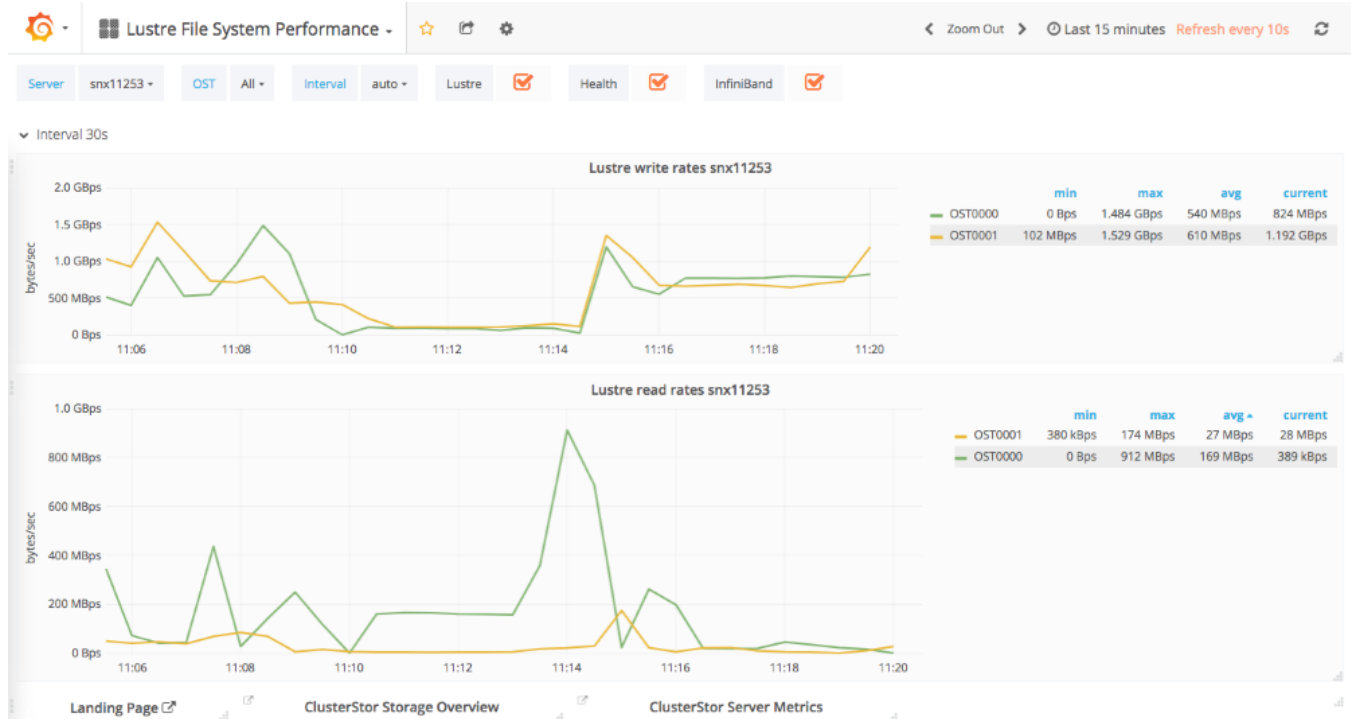 Lustre File System Performance
Zoom Out Last 15 minutes Refresh every 10s
Server snx11253 OST All Interval auto Lustre Health InfiniBand
Interval 30s
Lustre write rates snx11253
bytes/sec
2.0 GBps
1.5 GBps
1.0 GBps
500 MBps
0 Bps
11:06 11:08 11:10 11:12 11:14 11:16 11:18 11:20
min max avg current
OST0000 0 Bps 1.484 GBps 540 MBps 824 MBps
OST0001 102 MBps 1.529 GBps 610 MBps 1.192 GBps
Lustre read rates snx11253
bytes/sec
1.0 GBps
800 MBps
600 MBps
400 MBps
200 MBps
0 Bps
11:06 11:08 11:10 11:12 11:14 11:16 11:18 11:20
min max avg current
OST0001 380 kBps 174 MBps 27 MBps 28 MBps
OST0000 0 Bps 912 MBps 169 MBps 389 kBps
Landing Page ClusterStor Storage Overview ClusterStor Server Metrics